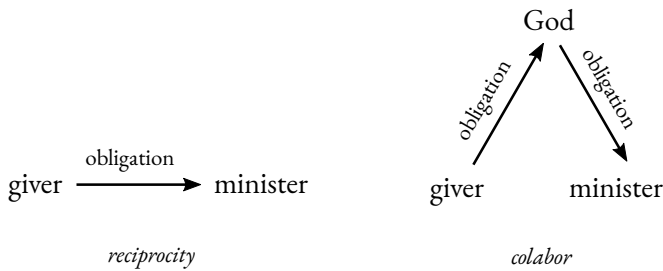 obligation
giver
minister
reciprocity
God
obligation
obligation
giver
minister
colabor